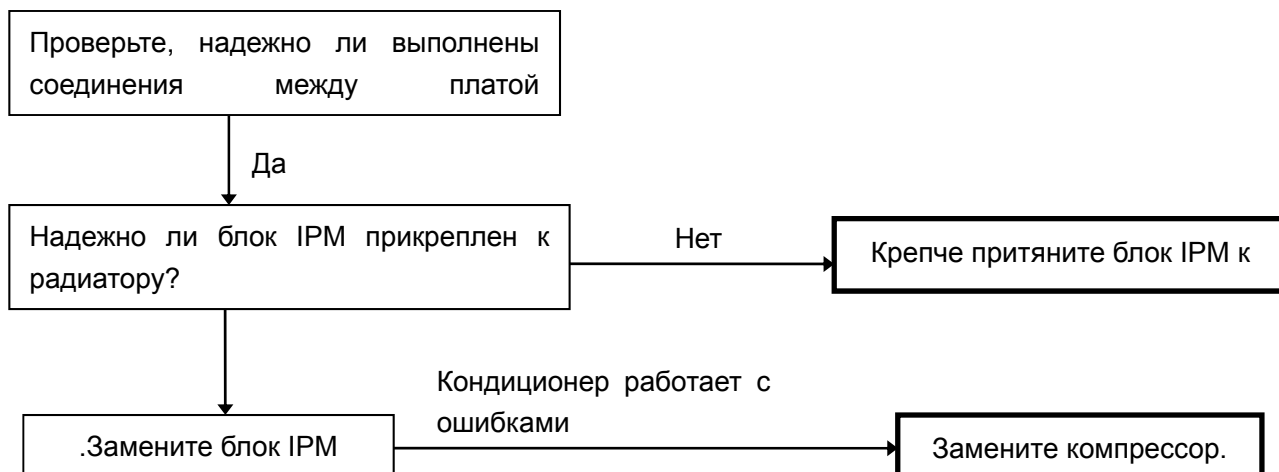 Проверьте, надежно ли выполнены
соединения между платой
Да
Надежно ли блок IPM прикреплен к
радиатору?
Нет
Крепче притяните блок IPM к
Кондиционер работает с
ошибками
.Замените блок IPM
Замените компрессор.